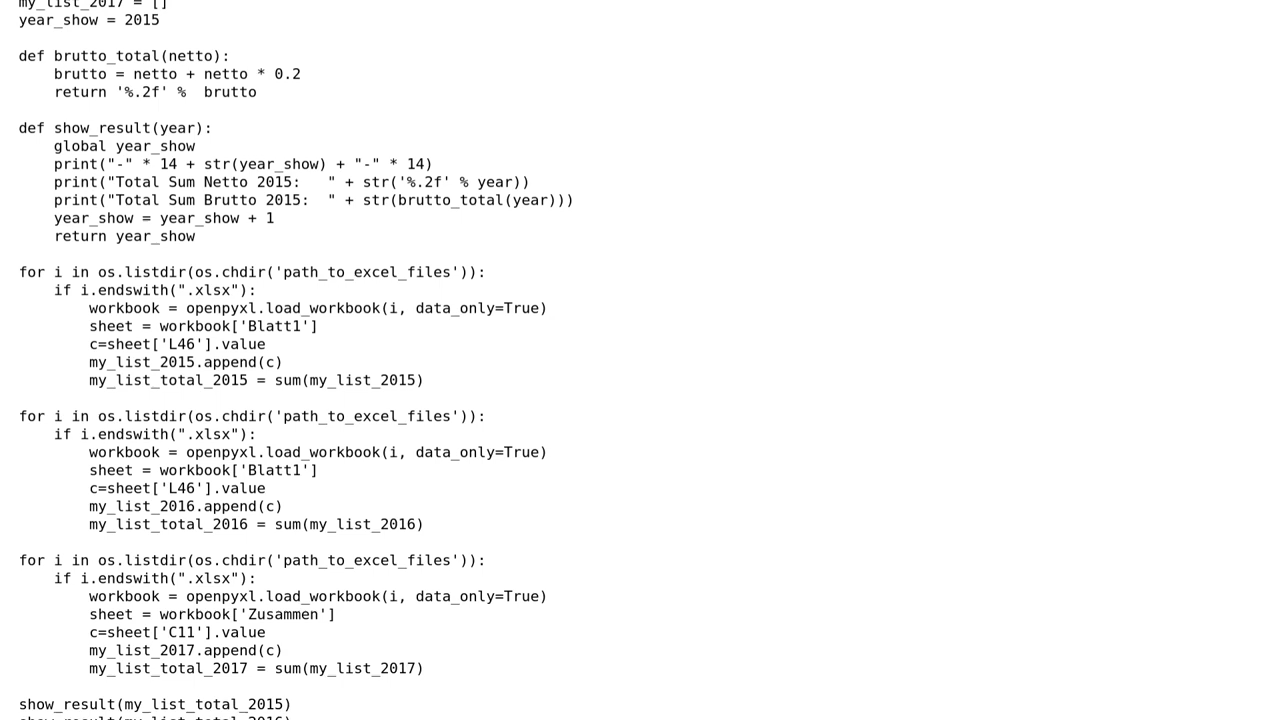 my_list_2017 = []
year_show = 2015

def brutto_total(netto):
    brutto = netto + netto * 0.2
    return '%.2f' %  brutto

def show_result(year):
    global year_show
    print("-" * 14 + str(year_show) + "-" * 14)
    print("Total Sum Netto 2015:   " + str('%.2f' % year))
    print("Total Sum Brutto 2015:  " + str(brutto_total(year)))
    year_show = year_show + 1
    return year_show

for i in os.listdir(os.chdir('path_to_excel_files')):
    if i.endswith(".xlsx"):
        workbook = openpyxl.load_workbook(i, data_only=True)
        sheet = workbook['Blatt1']
        c=sheet['L46'].value
        my_list_2015.append(c)
        my_list_total_2015 = sum(my_list_2015)

for i in os.listdir(os.chdir('path_to_excel_files')):
    if i.endswith(".xlsx"):
        workbook = openpyxl.load_workbook(i, data_only=True)
        sheet = workbook['Blatt1']
        c=sheet['L46'].value
        my_list_2016.append(c)
        my_list_total_2016 = sum(my_list_2016)

for i in os.listdir(os.chdir('path_to_excel_files')):
    if i.endswith(".xlsx"):
        workbook = openpyxl.load_workbook(i, data_only=True)
        sheet = workbook['Zusammen']
        c=sheet['C11'].value
        my_list_2017.append(c)
        my_list_total_2017 = sum(my_list_2017)

show_result(my_list_total_2015)
show_result(my_list_total_2016)